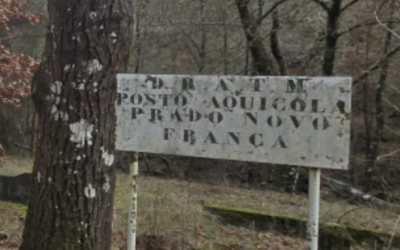 D R A T M
POSTO AQUICOLA
PRADO NOVO
FRANCA